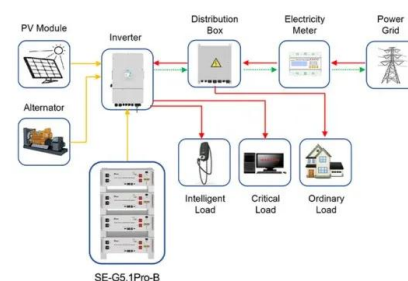 PV Module
Inverter
Distribution
Box
Electricity
Meter
Power
Grid
Alternator
Intelligent
Load
Critical
Load
Ordinary
Load
SE-G5.1Pro-B